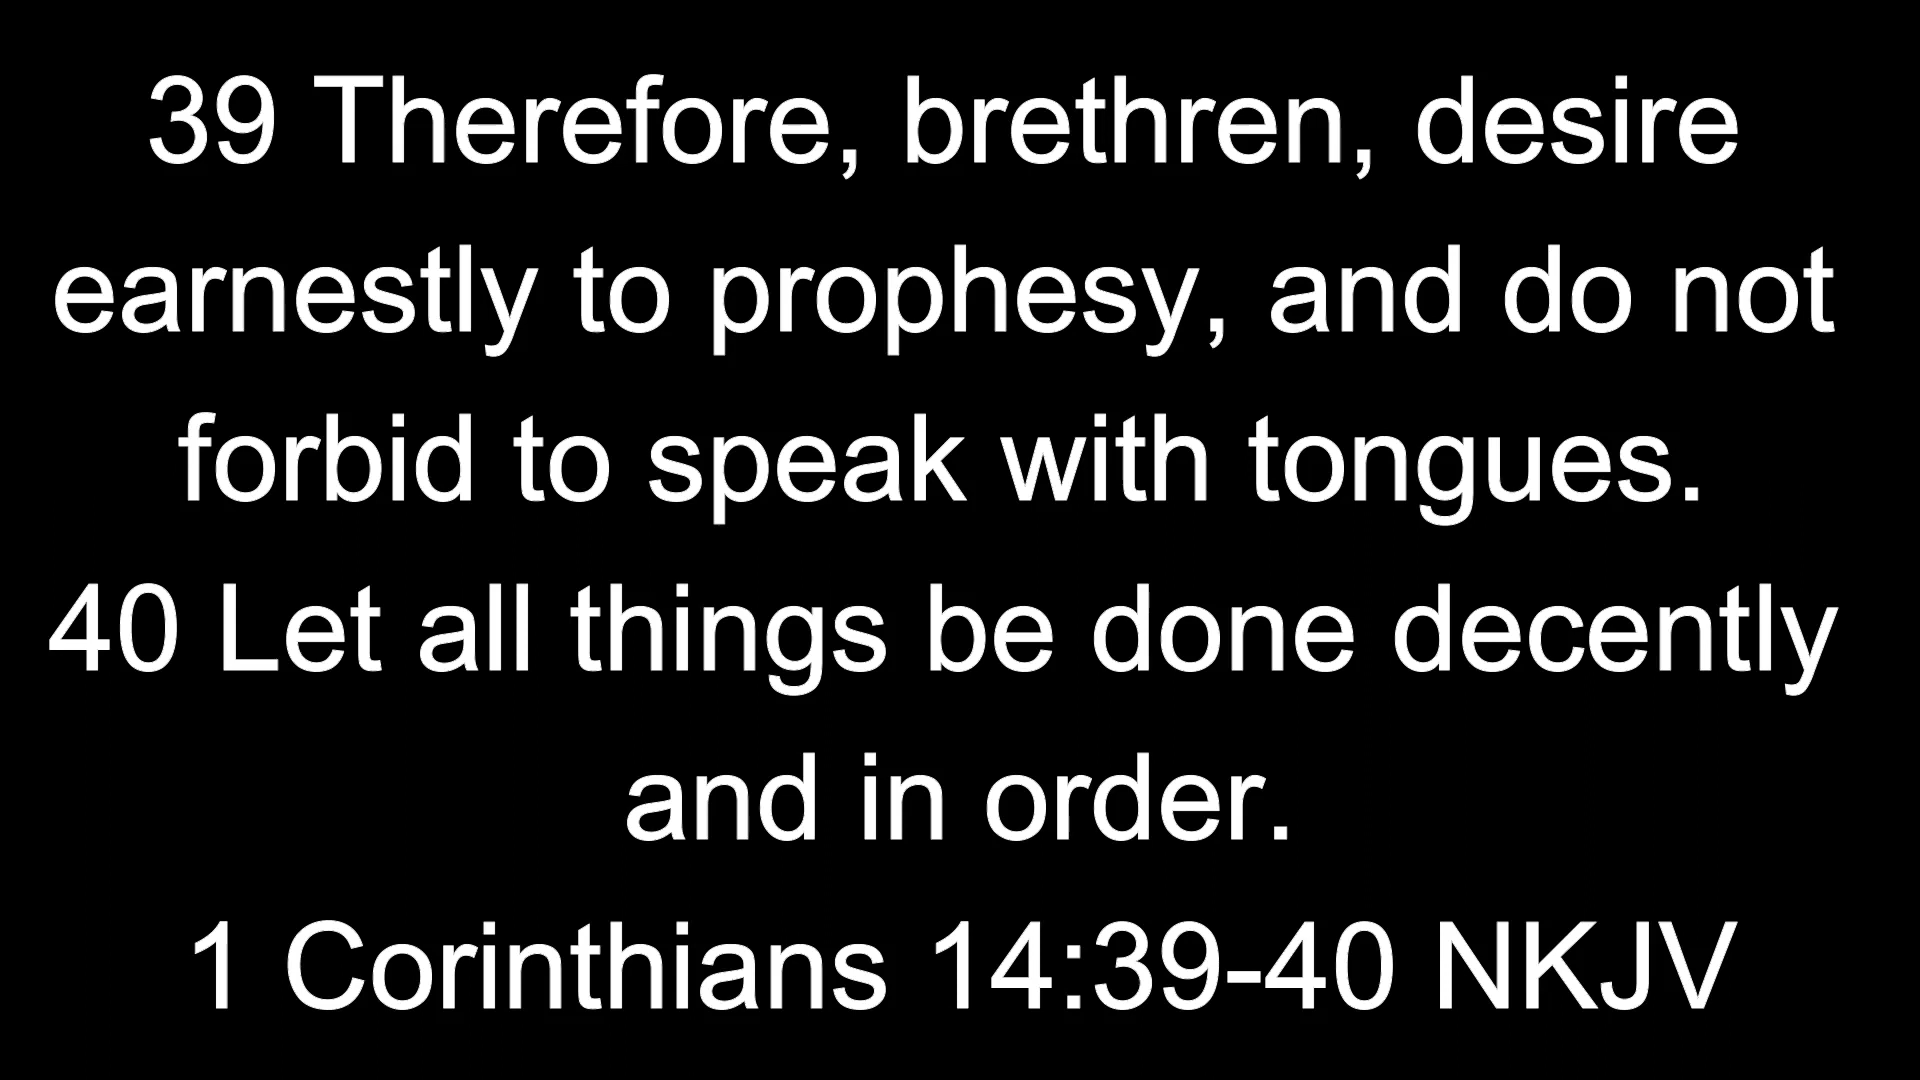 39 Therefore, brethren, desire
earnestly to prophesy, and do not
forbid to speak with tongues.
40 Let all things be done decently
and in order.
1 Corinthians 14:39-40 NKJV